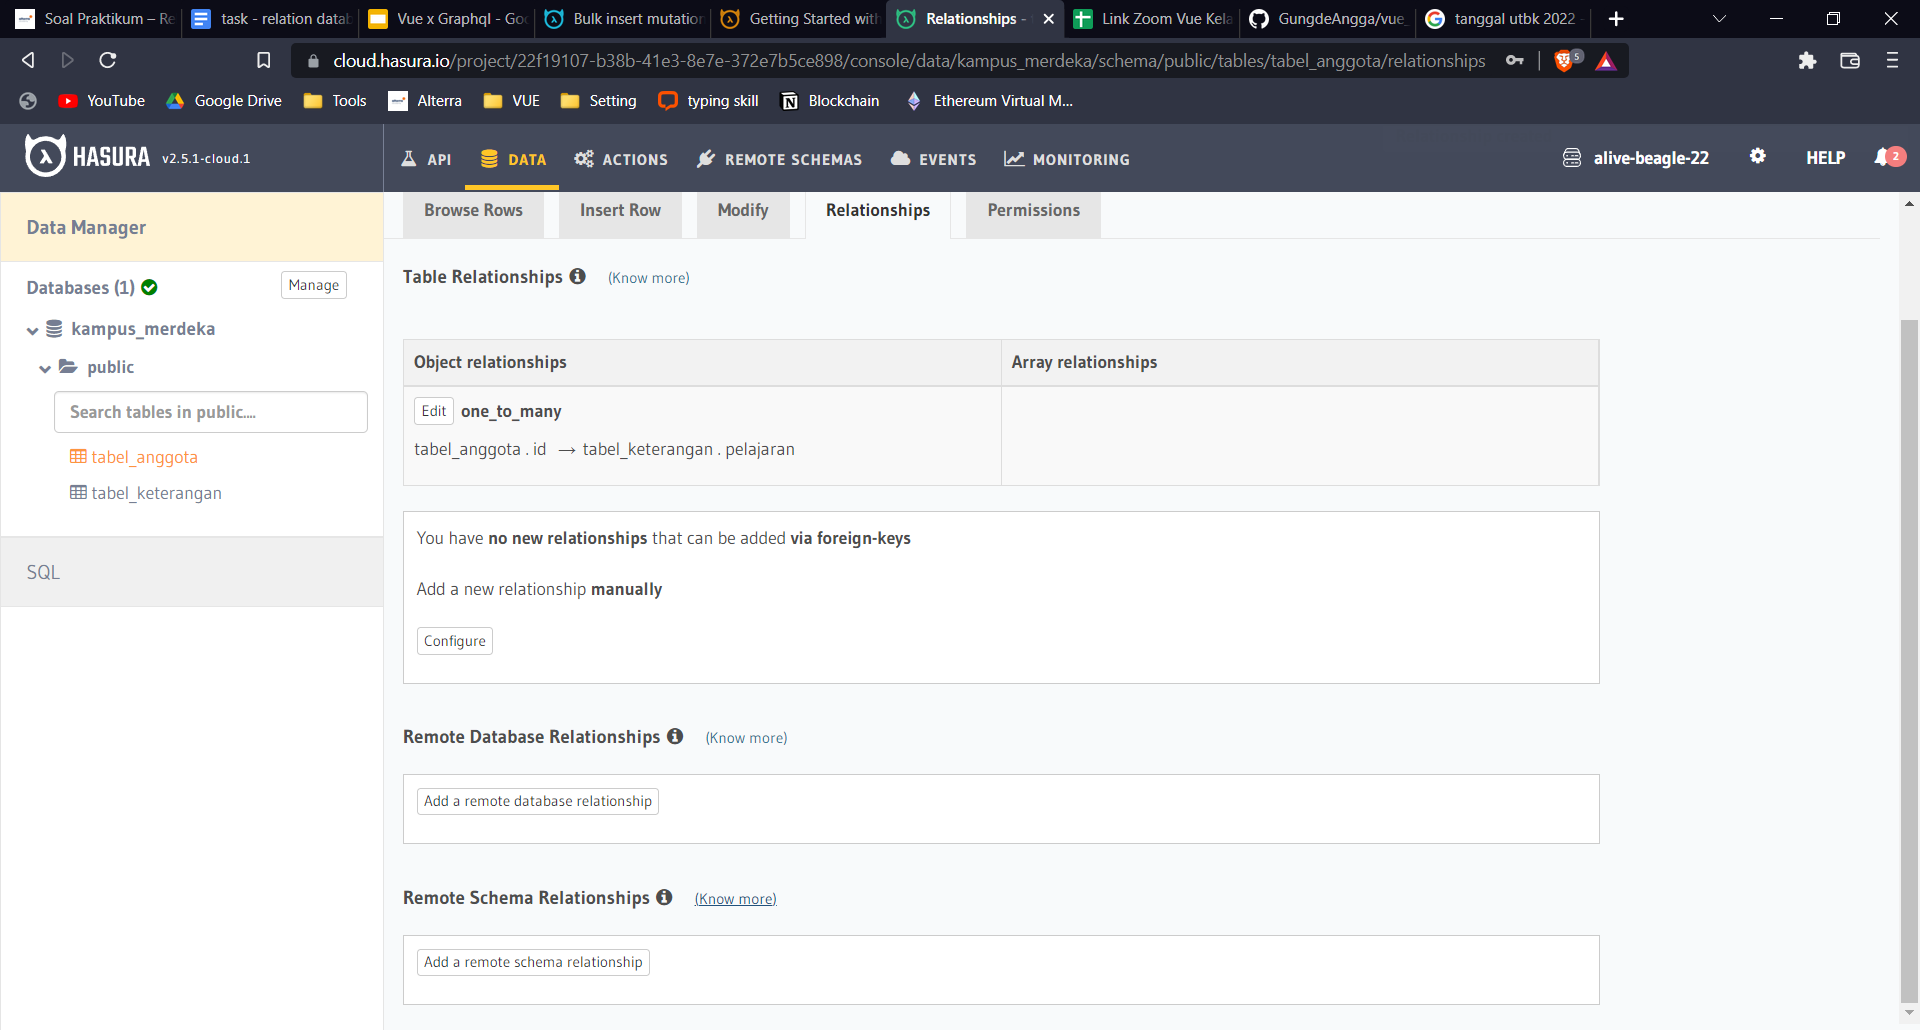 Soal Praktikum – Re
task - relation datab
Vue x Graphql - Goo
Bulk insert mutation
Getting Started with
Relationships -
Link Zoom Vue Kela
GungdeAngga/vue_
tanggal utbk 2022 -
cloud.hasura.io/project/22f19107-b38b-41e3-8e7e-372e7b5ce898/console/data/kampus_merdeka/schema/public/tables/tabel_anggota/relationships
5
YouTube
Google Drive
Tools
Alterra
VUE
Setting
typing skill
Blockchain
Ethereum Virtual M...
HASURA v2.5.1-cloud.1
API
DATA
ACTIONS
REMOTE SCHEMAS
EVENTS
MONITORING
alive-beagle-22
HELP
2
Data Manager
Databases (1)
Manage
kampus_merdeka
public
Search tables in public....
tabel_anggota
tabel_keterangan
SQL
Browse Rows
Insert Row
Modify
Relationships
Permissions
Table Relationships (Know more)
Object relationships
Array relationships
Edit one_to_many
tabel_anggota . id → tabel_keterangan . pelajaran
You have no new relationships that can be added via foreign-keys
Add a new relationship manually
Configure
Remote Database Relationships (Know more)
Add a remote database relationship
Remote Schema Relationships (Know more)
Add a remote schema relationship